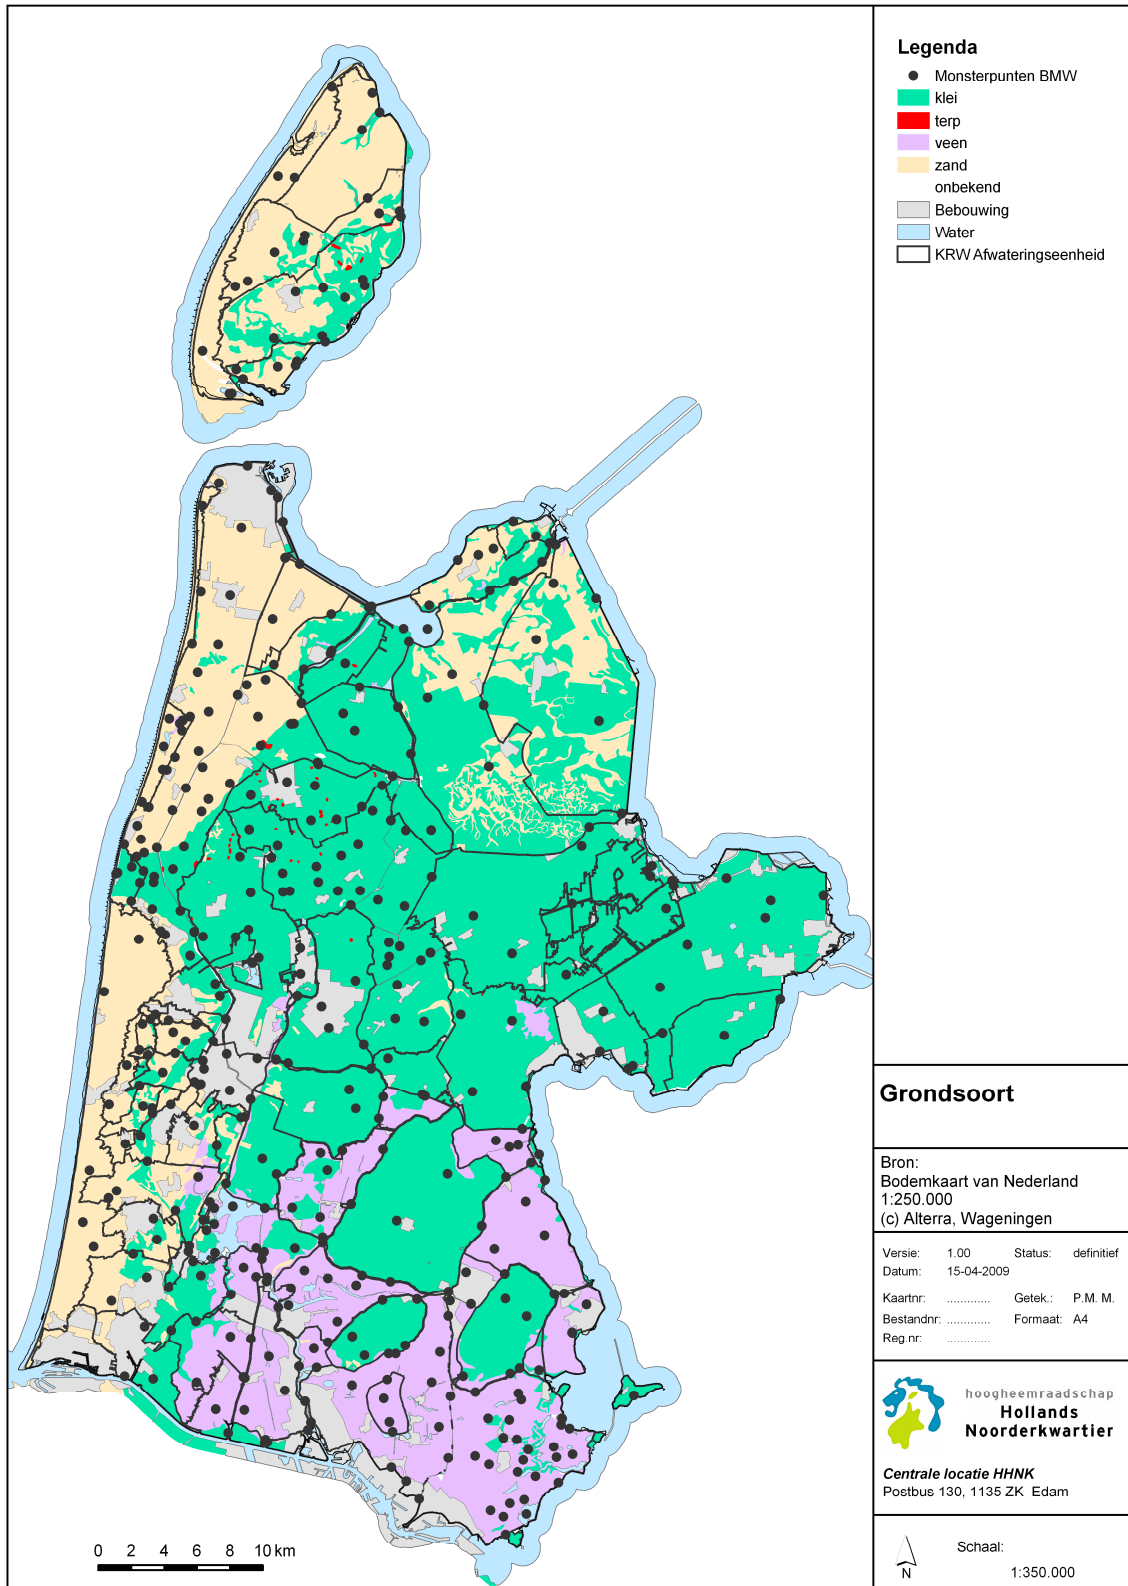 Legenda
Monsterpunten BMW
klei
terp
veen
zand
onbekend
Bebouwing
Water
KRW Afwateringseenheid
Grondsoort
Bron:
Bodemkaart van Nederland
1:250.000
(c) Alterra, Wageningen
Versie: 1.00 Status: definitief
Datum: 15-04-2009
Kaartnr: ............. Getek.: P.M. M.
Bestandnr: ............. Formaat: A4
Reg.nr: .............
hoogheemraadschap
Hollands
Noorderkwartier
Centrale locatie HHNK
Postbus 130, 1135 ZK Edam
0 2 4 6 8 10 km
N
Schaal:
1:350.000